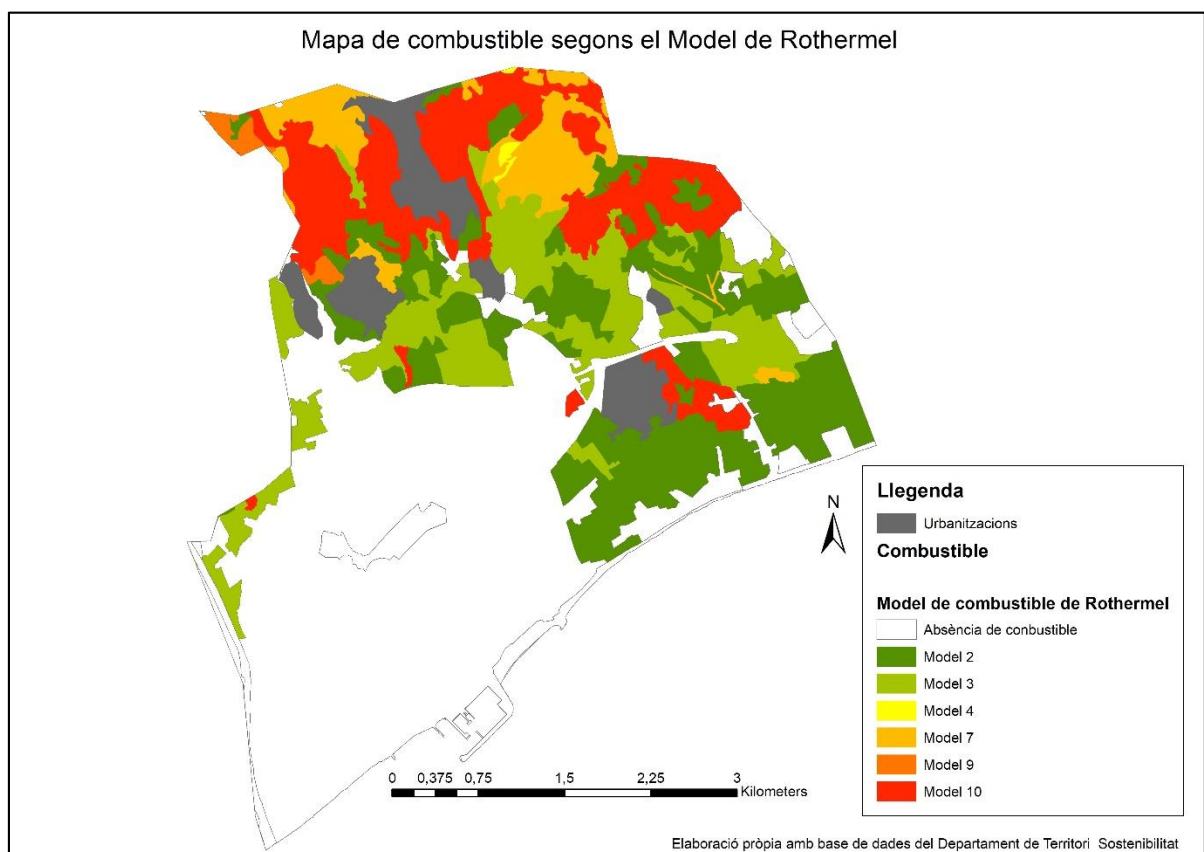 Mapa de combustible segons el Model de Rothermel
N
Llegenda
Urbanitzacions
Combustible
Model de combustible de Rothermel
Absència de conbustible
Model 2
Model 3
Model 4
Model 7
Model 9
Model 10
0 0,375 0,75 1,5 2,25 3
Kilometers
Elaboració pròpia amb base de dades del Departament de Territori Sostenibilitat